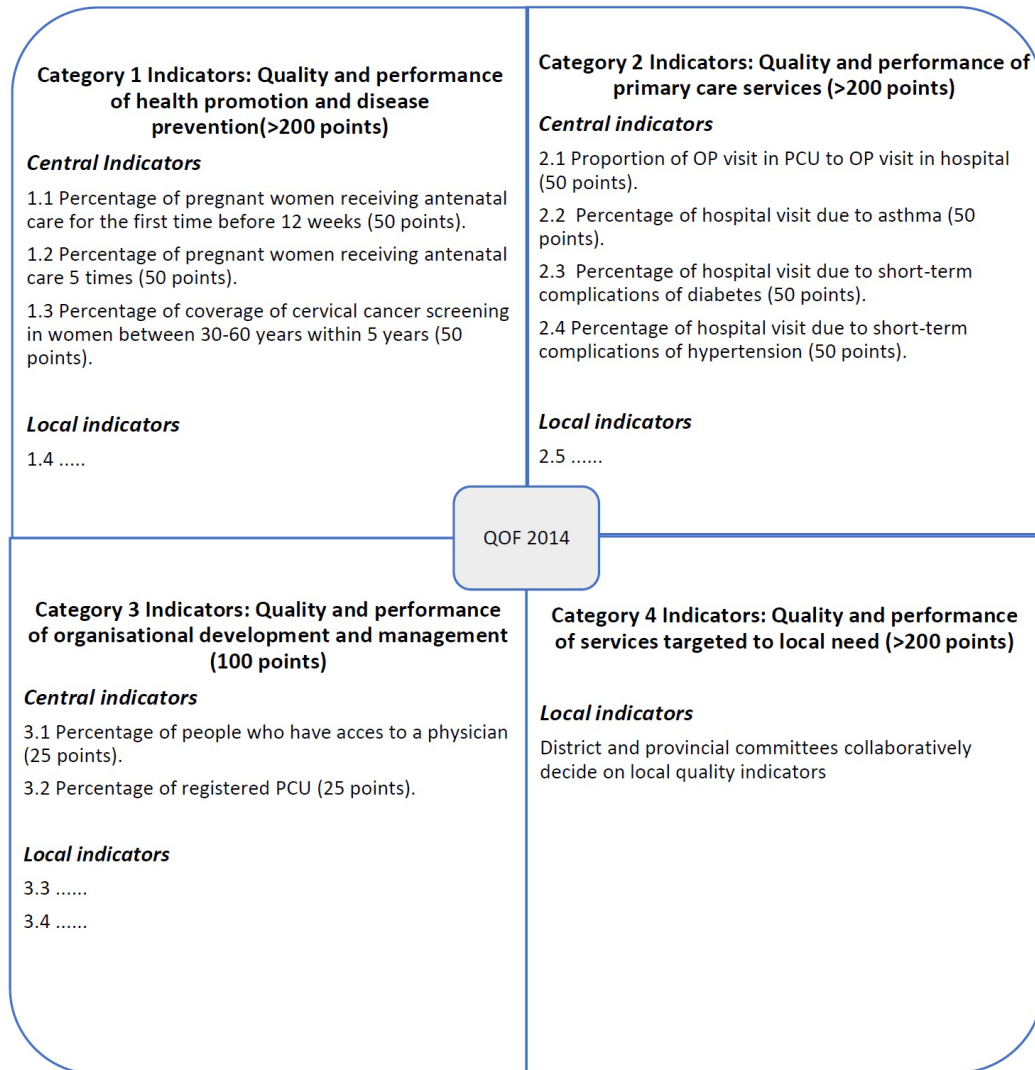 Category 1 Indicators: Quality and performance
of health promotion and disease
prevention(>200 points)
Central Indicators
1.1 Percentage of pregnant women receiving antenatal
care for the first time before 12 weeks (50 points).
1.2 Percentage of pregnant women receiving antenatal
care 5 times (50 points).
1.3 Percentage of coverage of cervical cancer screening
in women between 30-60 years within 5 years (50
points).
Local indicators
1.4 .....
Category 2 Indicators: Quality and performance of
primary care services (>200 points)
Central indicators
2.1 Proportion of OP visit in PCU to OP visit in hospital
(50 points).
2.2 Percentage of hospital visit due to asthma (50
points).
2.3 Percentage of hospital visit due to short-term
complications of diabetes (50 points).
2.4 Percentage of hospital visit due to short-term
complications of hypertension (50 points).
Local indicators
2.5 ......
QOF 2014
Category 3 Indicators: Quality and performance
of organisational development and management
(100 points)
Central indicators
3.1 Percentage of people who have acces to a physician
(25 points).
3.2 Percentage of registered PCU (25 points).
Local indicators
3.3 ......
3.4 ......
Category 4 Indicators: Quality and performance
of services targeted to local need (>200 points)
Local indicators
District and provincial committees collaboratively
decide on local quality indicators